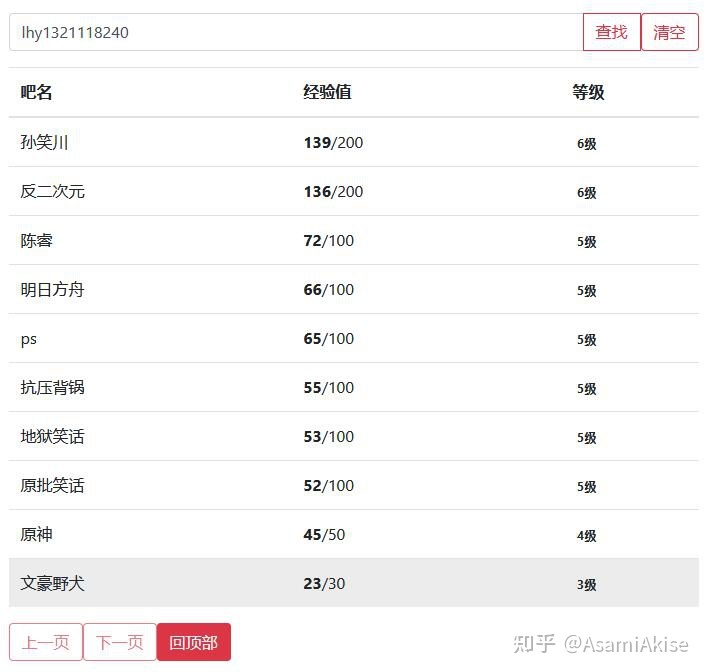 lhy1321118240 查找 清空
吧名 经验值 等级
孙笑川 139/200 6级
反二次元 136/200 6级
陈睿 72/100 5级
明日方舟 66/100 5级
ps 65/100 5级
抗压背锅 55/100 5级
地狱笑话 53/100 5级
原批笑话 52/100 5级
原神 45/50 4级
文豪野犬 23/30 3级
上一页 下一页 回顶部
知乎 @AsamiAkise